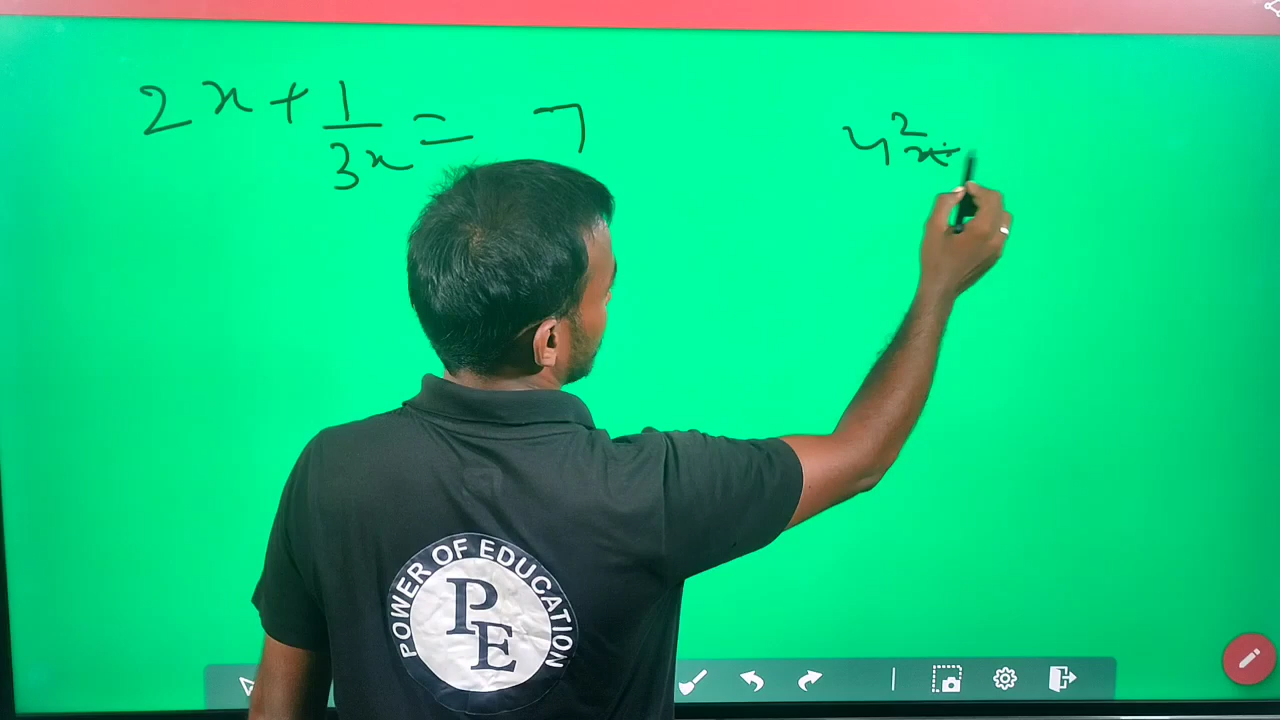 2x + 1/3x = 7
4x²
POWER OF EDUCATION
PE